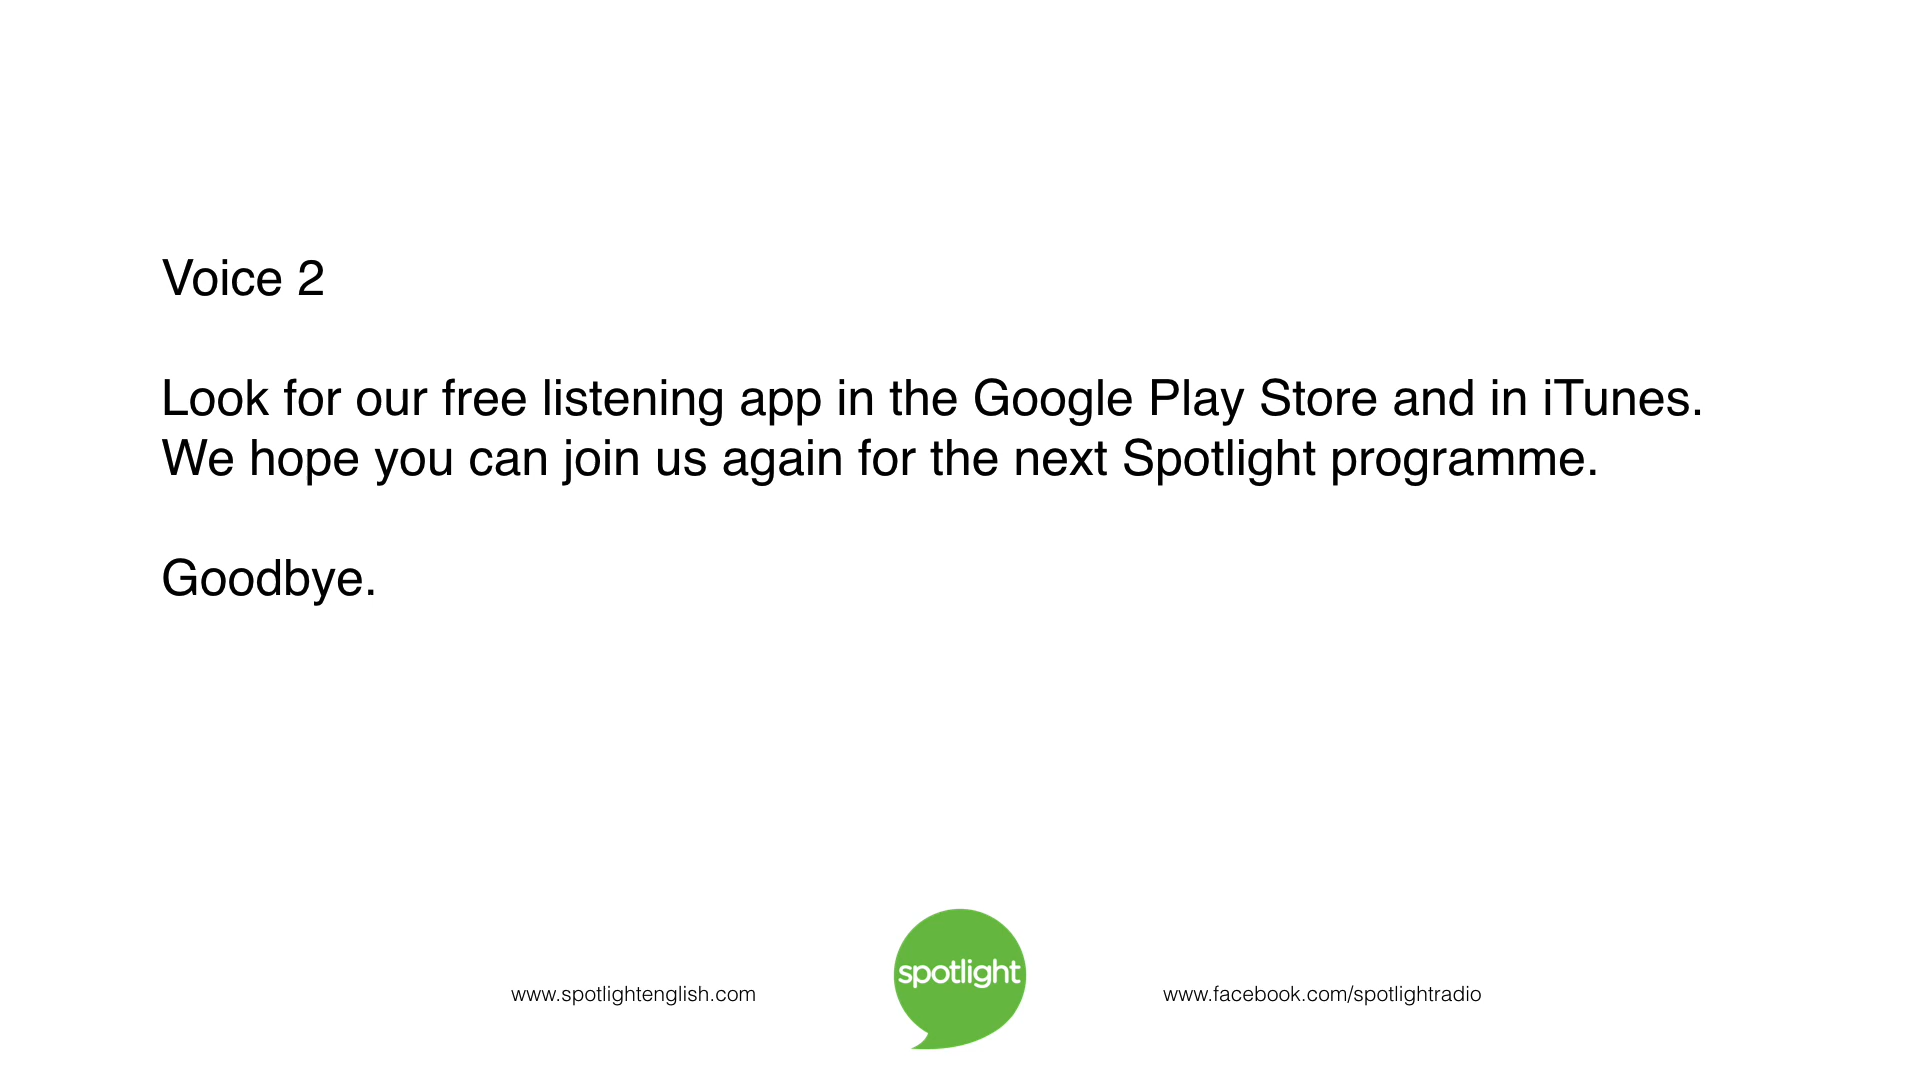 Voice 2
Look for our free listening app in the Google Play Store and in iTunes.
We hope you can join us again for the next Spotlight programme.
Goodbye.
www.spotlightenglish.com
spotlight
www.facebook.com/spotlightradio